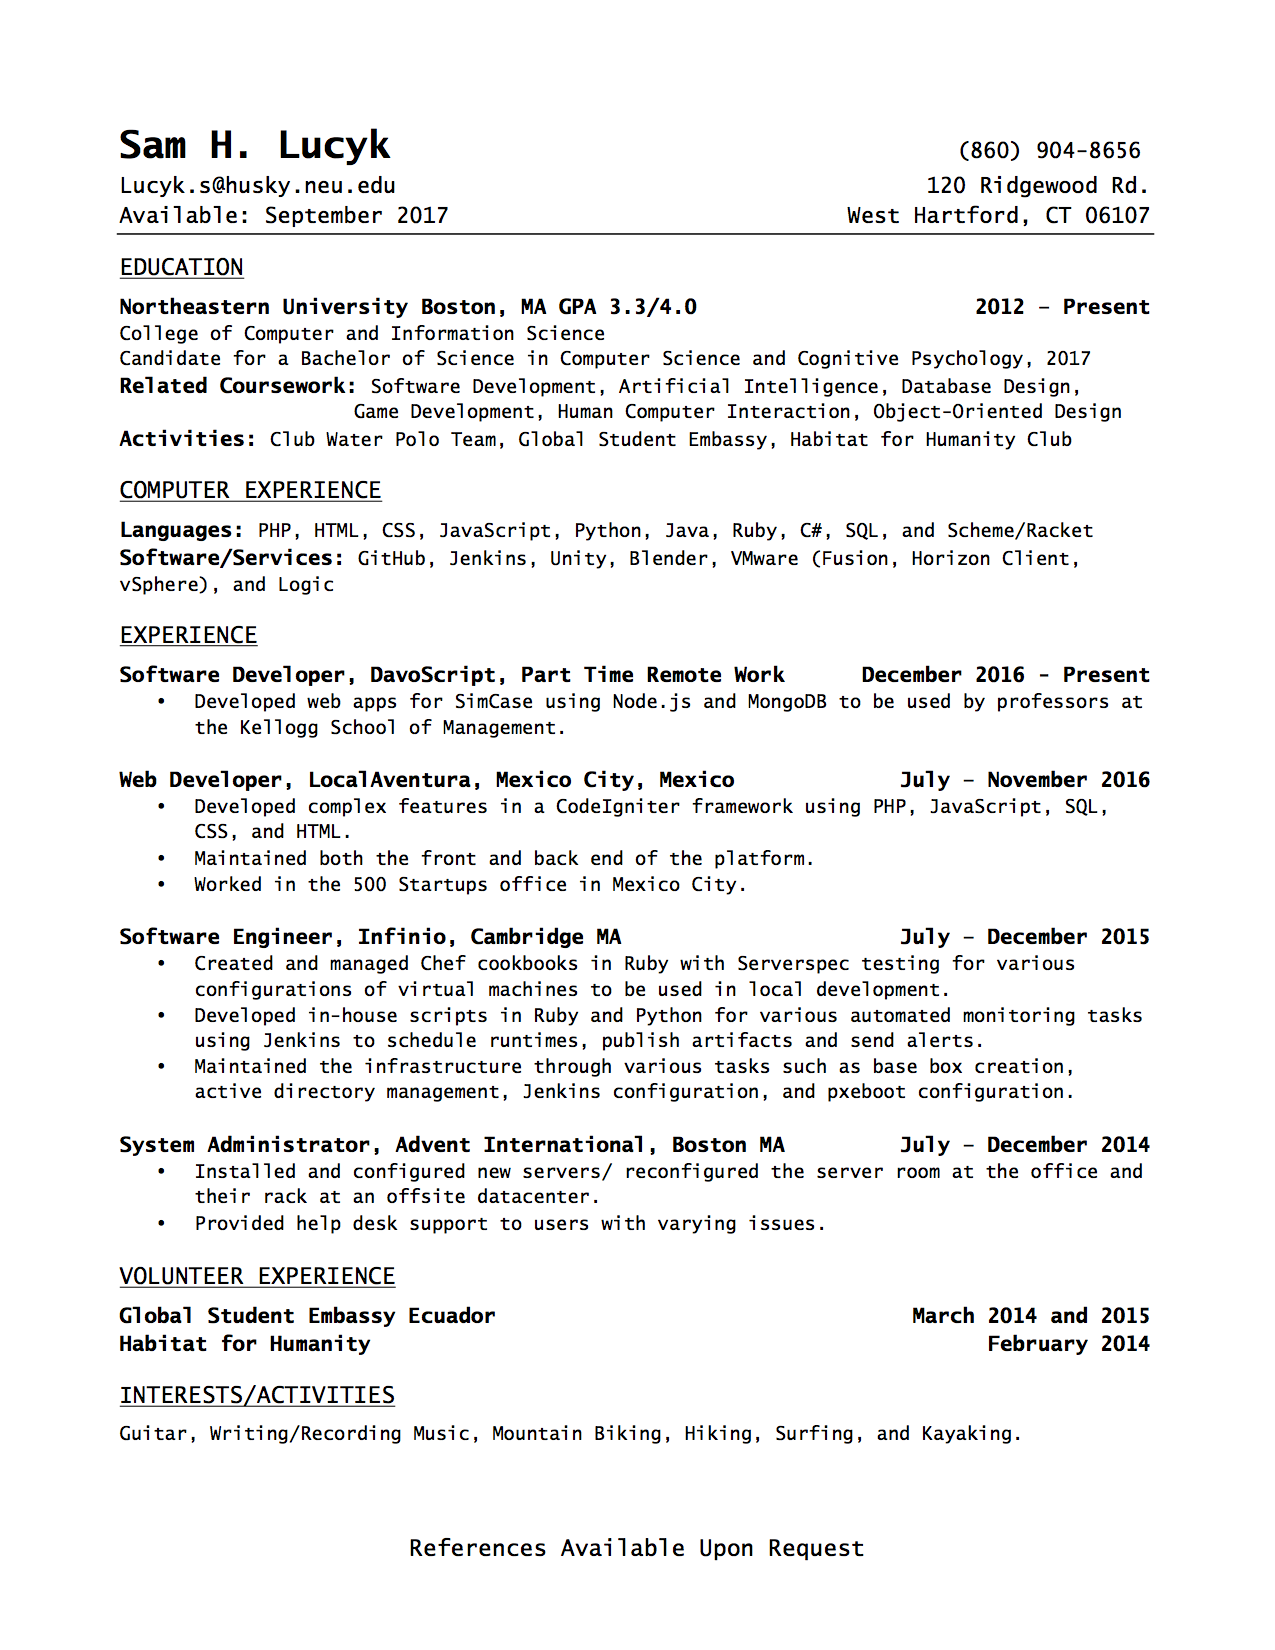 Sam H. Lucyk (860) 904-8656
Lucyk.s@husky.neu.edu 120 Ridgewood Rd.
Available: September 2017 West Hartford, CT 06107
EDUCATION
Northeastern University Boston, MA GPA 3.3/4.0 2012 – Present
College of Computer and Information Science
Candidate for a Bachelor of Science in Computer Science and Cognitive Psychology, 2017
Related Coursework: Software Development, Artificial Intelligence, Database Design,
Game Development, Human Computer Interaction, Object-Oriented Design
Activities: Club Water Polo Team, Global Student Embassy, Habitat for Humanity Club
COMPUTER EXPERIENCE
Languages: PHP, HTML, CSS, JavaScript, Python, Java, Ruby, C#, SQL, and Scheme/Racket
Software/Services: GitHub, Jenkins, Unity, Blender, VMware (Fusion, Horizon Client,
vSphere), and Logic
EXPERIENCE
Software Developer, DavoScript, Part Time Remote Work December 2016 - Present
• Developed web apps for SimCase using Node.js and MongoDB to be used by professors at
the Kellogg School of Management.
Web Developer, LocalAventura, Mexico City, Mexico July – November 2016
• Developed complex features in a CodeIgniter framework using PHP, JavaScript, SQL,
CSS, and HTML.
• Maintained both the front and back end of the platform.
• Worked in the 500 Startups office in Mexico City.
Software Engineer, Infinio, Cambridge MA July – December 2015
• Created and managed Chef cookbooks in Ruby with Serverspec testing for various
configurations of virtual machines to be used in local development.
• Developed in-house scripts in Ruby and Python for various automated monitoring tasks
using Jenkins to schedule runtimes, publish artifacts and send alerts.
• Maintained the infrastructure through various tasks such as base box creation,
active directory management, Jenkins configuration, and pxeboot configuration.
System Administrator, Advent International, Boston MA July – December 2014
• Installed and configured new servers/ reconfigured the server room at the office and
their rack at an offsite datacenter.
• Provided help desk support to users with varying issues.
VOLUNTEER EXPERIENCE
Global Student Embassy Ecuador March 2014 and 2015
Habitat for Humanity February 2014
INTERESTS/ACTIVITIES
Guitar, Writing/Recording Music, Mountain Biking, Hiking, Surfing, and Kayaking.
References Available Upon Request